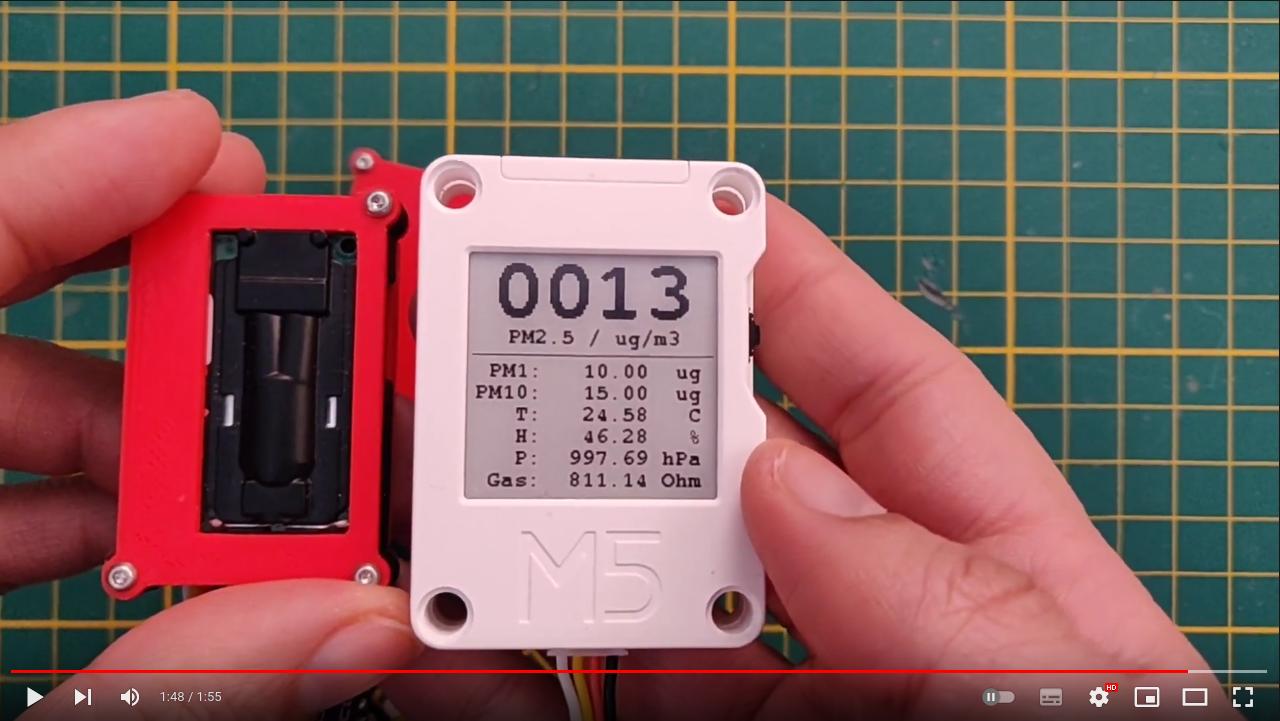 0013
PM2.5 / ug/m3
PM1: 10.00 ug
PM10: 15.00 ug
T: 24.58 C
H: 46.28 %
P: 997.69 hPa
Gas: 811.14 Ohm
M5
1:48 / 1:55
HD